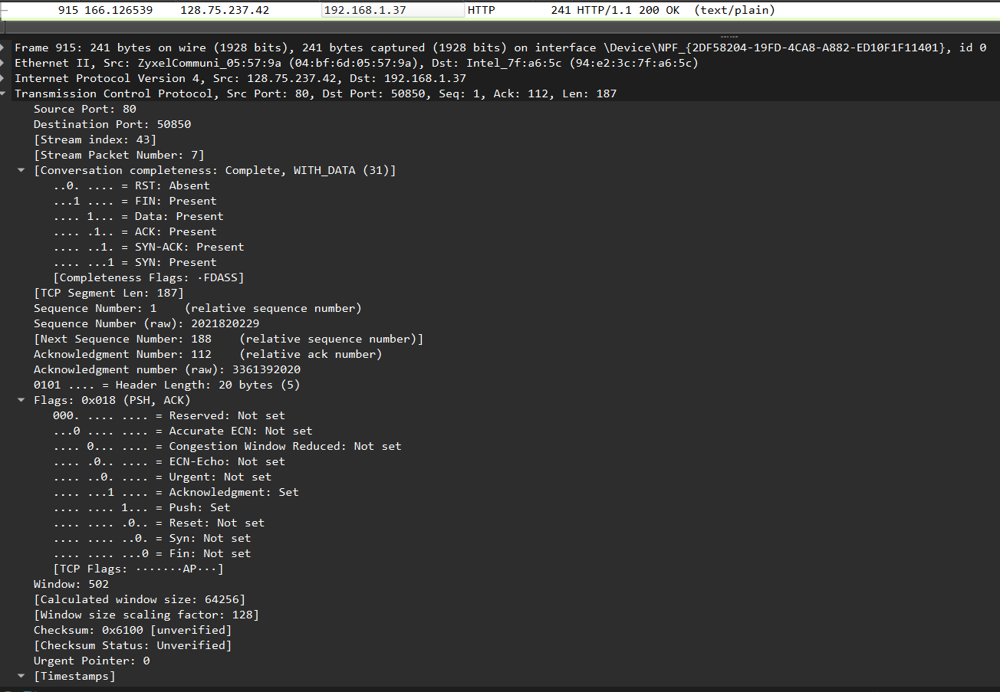 915 166.126539 128.75.237.42 192.168.1.37 HTTP 241 HTTP/1.1 200 OK (text/plain)
Frame 915: 241 bytes on wire (1928 bits), 241 bytes captured (1928 bits) on interface \Device\NPF_{2DF58204-19FD-4CA8-A882-ED10F1F11401}, id 0
Ethernet II, Src: ZyxelCommuni_05:57:9a (04:bf:6d:05:57:9a), Dst: Intel_7f:a6:5c (94:e2:3c:7f:a6:5c)
Internet Protocol Version 4, Src: 128.75.237.42, Dst: 192.168.1.37
Transmission Control Protocol, Src Port: 80, Dst Port: 50850, Seq: 1, Ack: 112, Len: 187
Source Port: 80
Destination Port: 50850
[Stream index: 43]
[Stream Packet Number: 7]
[Conversation completeness: Complete, WITH_DATA (31)]
..0. .... = RST: Absent
...1 .... = FIN: Present
.... 1... = Data: Present
.... .1.. = ACK: Present
.... ..1. = SYN-ACK: Present
.... ...1 = SYN: Present
[Completeness Flags: ·FDASS]
[TCP Segment Len: 187]
Sequence Number: 1    (relative sequence number)
Sequence Number (raw): 2021820229
[Next Sequence Number: 188    (relative sequence number)]
Acknowledgment Number: 112    (relative ack number)
Acknowledgment number (raw): 3361392020
0101 .... = Header Length: 20 bytes (5)
Flags: 0x018 (PSH, ACK)
000. .... .... = Reserved: Not set
...0 .... .... = Accurate ECN: Not set
.... 0... .... = Congestion Window Reduced: Not set
.... .0.. .... = ECN-Echo: Not set
.... ..0. .... = Urgent: Not set
.... ...1 .... = Acknowledgment: Set
.... .... 1... = Push: Set
.... .... .0.. = Reset: Not set
.... .... ..0. = Syn: Not set
.... .... ...0 = Fin: Not set
[TCP Flags: ·······AP···]
Window: 502
[Calculated window size: 64256]
[Window size scaling factor: 128]
Checksum: 0x6100 [unverified]
[Checksum Status: Unverified]
Urgent Pointer: 0
[Timestamps]